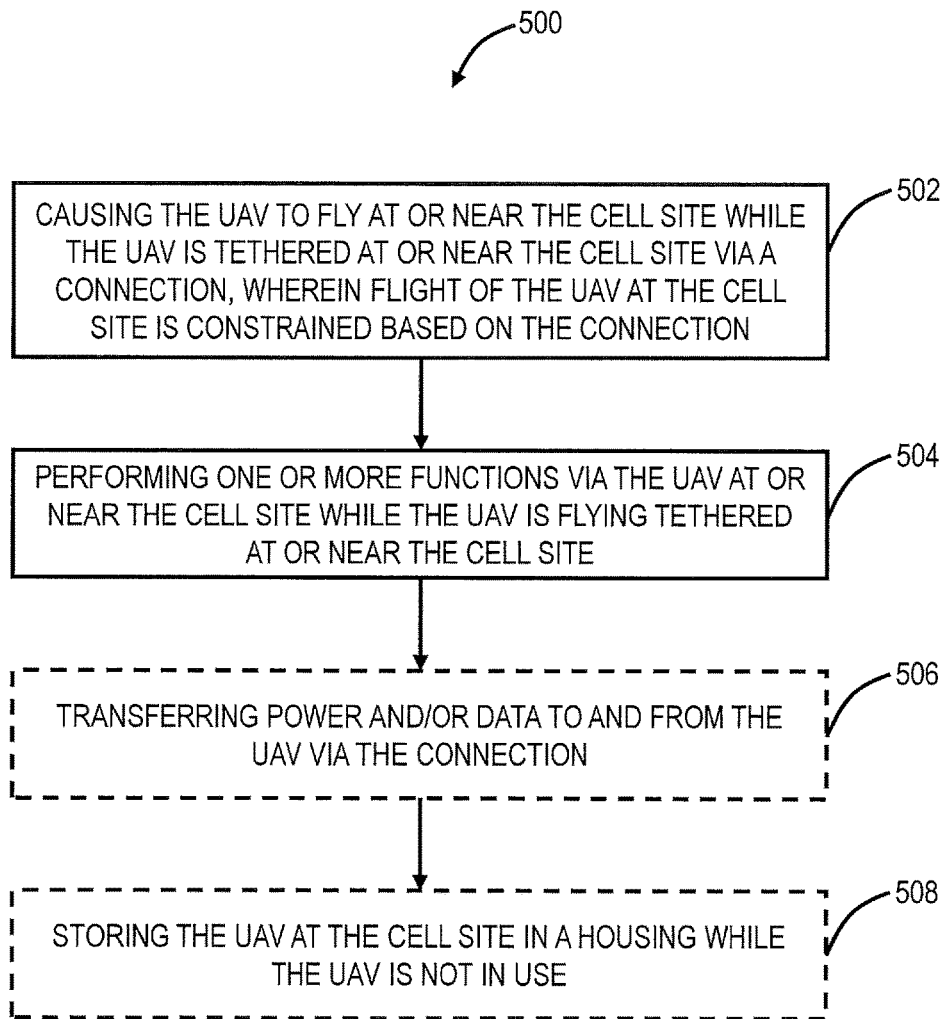 500
CAUSING THE UAV TO FLY AT OR NEAR THE CELL SITE WHILE
THE UAV IS TETHERED AT OR NEAR THE CELL SITE VIA A
CONNECTION, WHEREIN FLIGHT OF THE UAV AT THE CELL
SITE IS CONSTRAINED BASED ON THE CONNECTION
502
PERFORMING ONE OR MORE FUNCTIONS VIA THE UAV AT OR
NEAR THE CELL SITE WHILE THE UAV IS FLYING TETHERED
AT OR NEAR THE CELL SITE
504
TRANSFERRING POWER AND/OR DATA TO AND FROM THE
UAV VIA THE CONNECTION
506
STORING THE UAV AT THE CELL SITE IN A HOUSING WHILE
THE UAV IS NOT IN USE
508